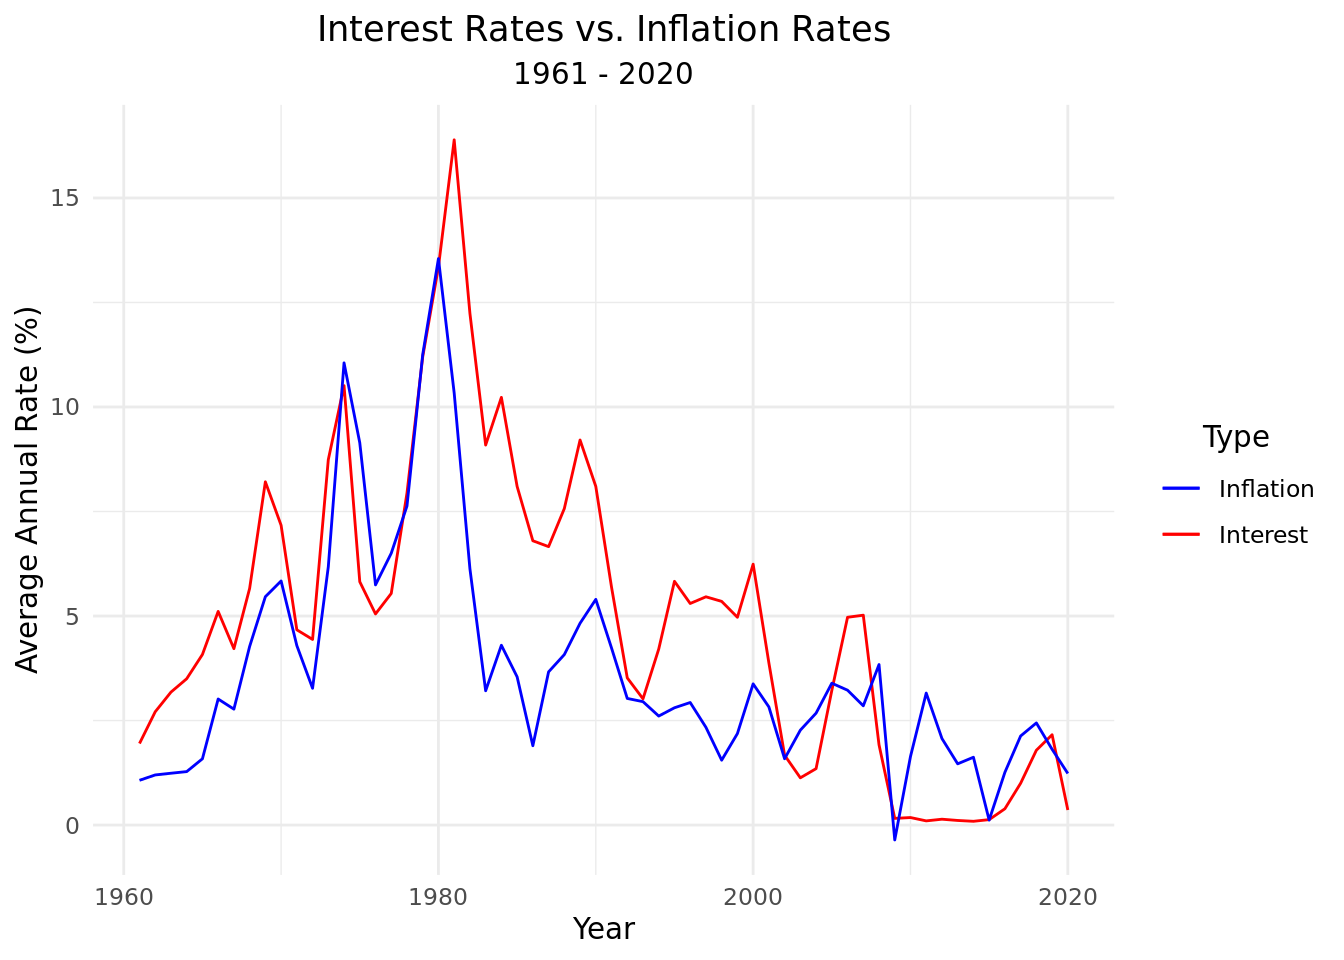 Interest Rates vs. Inflation Rates
1961 - 2020
Average Annual Rate (%)
15
10
5
0
1960
1980
2000
2020
Year
Type
Inflation
Interest